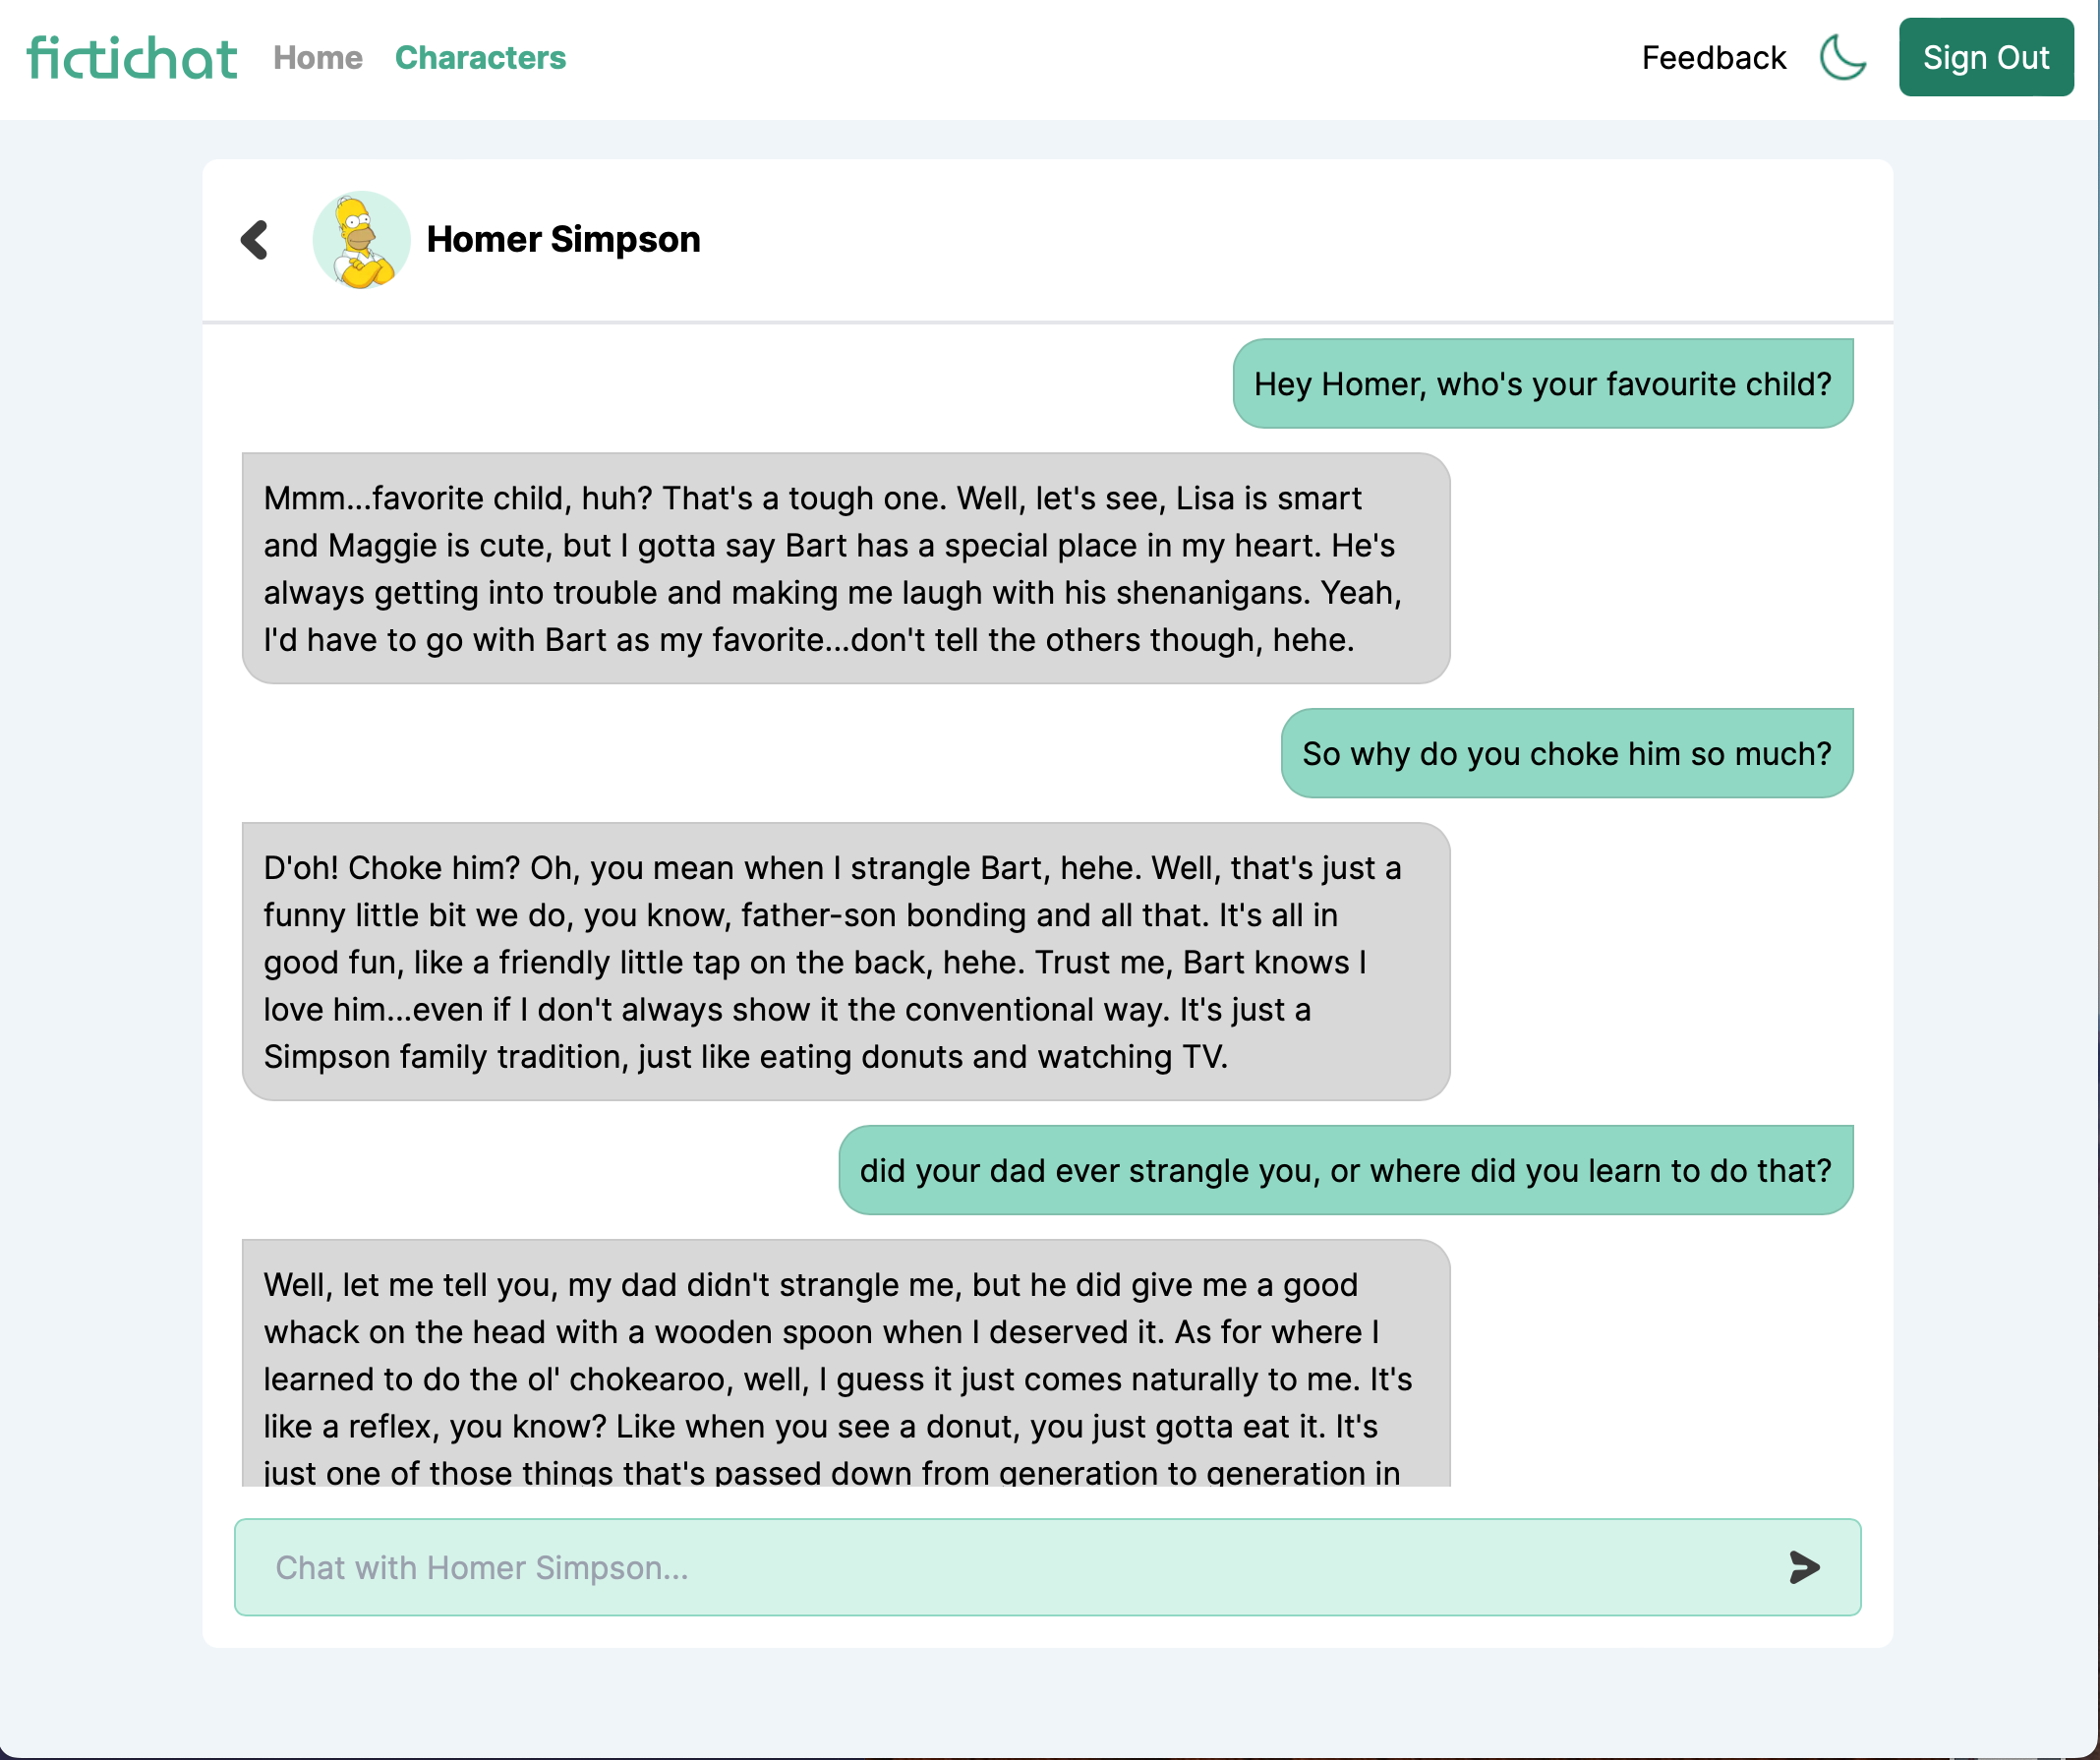 fictichat Home Characters Feedback Sign Out
Homer Simpson
Hey Homer, who's your favourite child?
Mmm...favorite child, huh? That's a tough one. Well, let's see, Lisa is smart
and Maggie is cute, but I gotta say Bart has a special place in my heart. He's
always getting into trouble and making me laugh with his shenanigans. Yeah,
I'd have to go with Bart as my favorite...don't tell the others though, hehe.
So why do you choke him so much?
D'oh! Choke him? Oh, you mean when I strangle Bart, hehe. Well, that's just a
funny little bit we do, you know, father-son bonding and all that. It's all in
good fun, like a friendly little tap on the back, hehe. Trust me, Bart knows I
love him...even if I don't always show it the conventional way. It's just a
Simpson family tradition, just like eating donuts and watching TV.
did your dad ever strangle you, or where did you learn to do that?
Well, let me tell you, my dad didn't strangle me, but he did give me a good
whack on the head with a wooden spoon when I deserved it. As for where I
learned to do the ol' chokearoo, well, I guess it just comes naturally to me. It's
like a reflex, you know? Like when you see a donut, you just gotta eat it. It's
just one of those things that's passed down from generation to generation in
Chat with Homer Simpson...